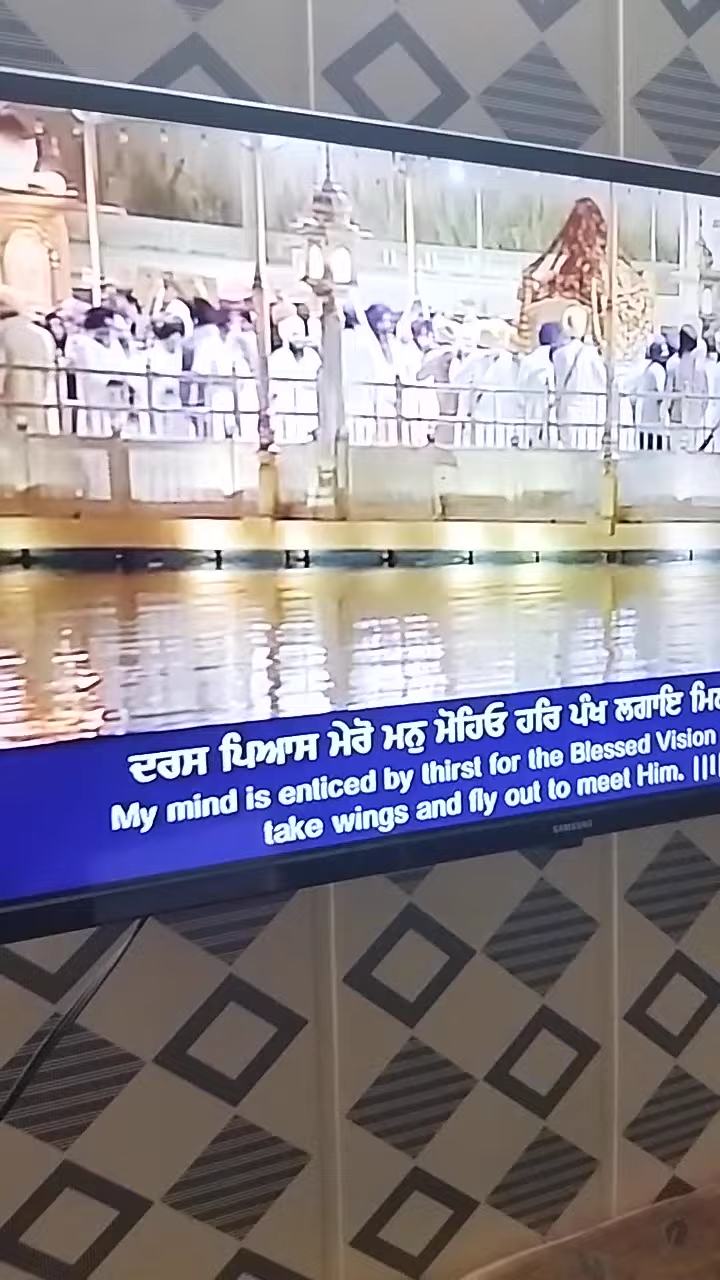 ਦਰਸ ਪਿਆਸ ਮੇਰੋ ਮਨੁ ਮੋਹਿਓ ਹਰਿ ਪੰਖ ਲਗਾਇ
My mind is enticed by thirst for the Blessed Vision
take wings and fly out to meet Him. ||1
SAMSUNG